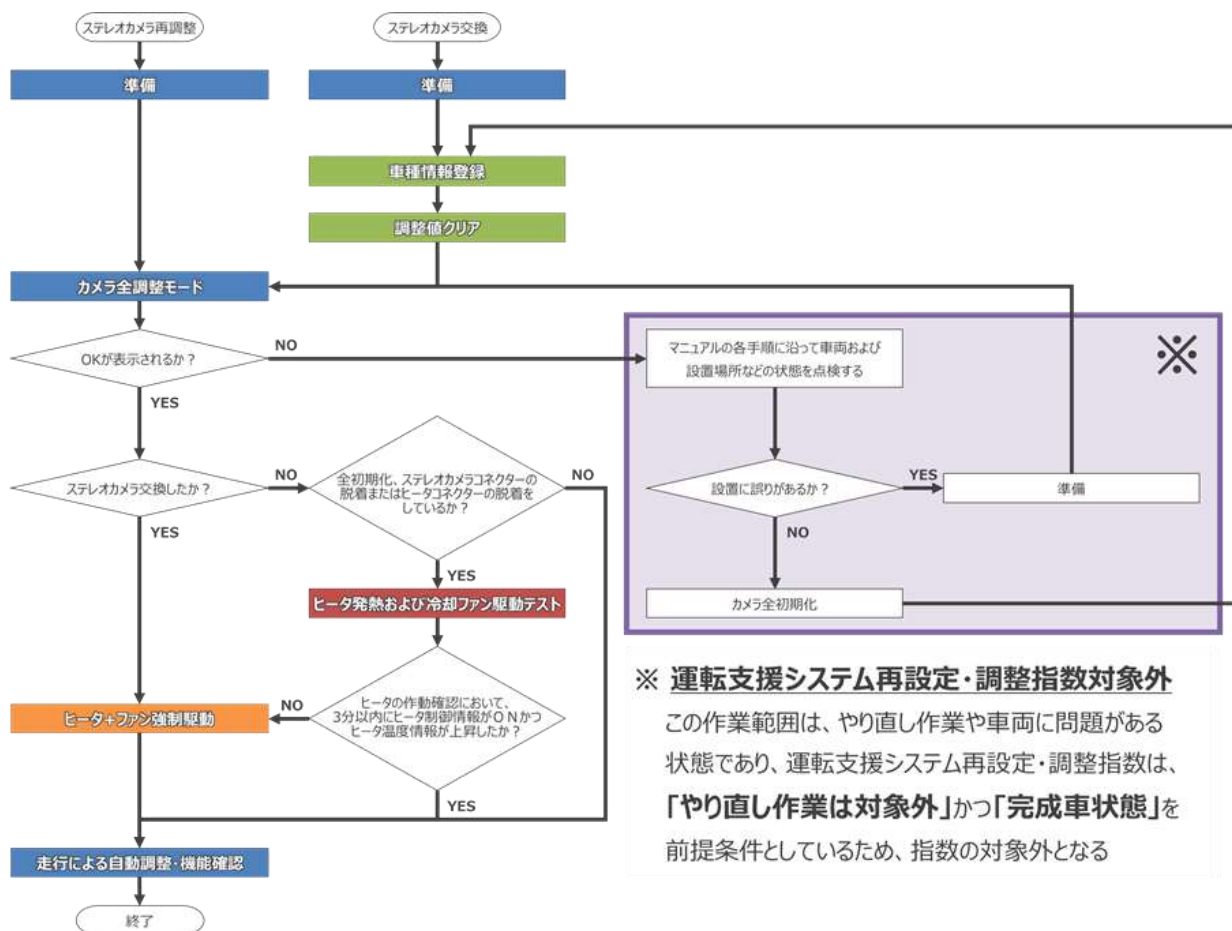 ステレオカメラ再調整
ステレオカメラ交換
準備
準備
車種情報登録
調整値クリア
カメラ全調整モード
OKが表示されるか？
NO
YES
マニュアルの各手順に沿って車両および
設置場所などの状態を点検する
※
ステレオカメラ交換したか？
NO
YES
全初期化、ステレオカメラコネクターの
脱着またはヒータコネクターの脱着を
しているか？
NO
YES
設置に誤りがあるか？
YES
準備
NO
カメラ全初期化
ヒータ発熱および冷却ファン駆動テスト
ヒータの作動確認において、
3分以内にヒータ制御情報がＯＮかつ
ヒータ温度情報が上昇したか？
NO
YES
ヒータ+ファン強制駆動
走行による自動調整・機能確認
終了
※ 運転支援システム再設定・調整指数対象外
この作業範囲は、やり直し作業や車両に問題がある
状態であり、運転支援システム再設定・調整指数は、
「やり直し作業は対象外」かつ「完成車状態」を
前提条件としているため、指数の対象外となる